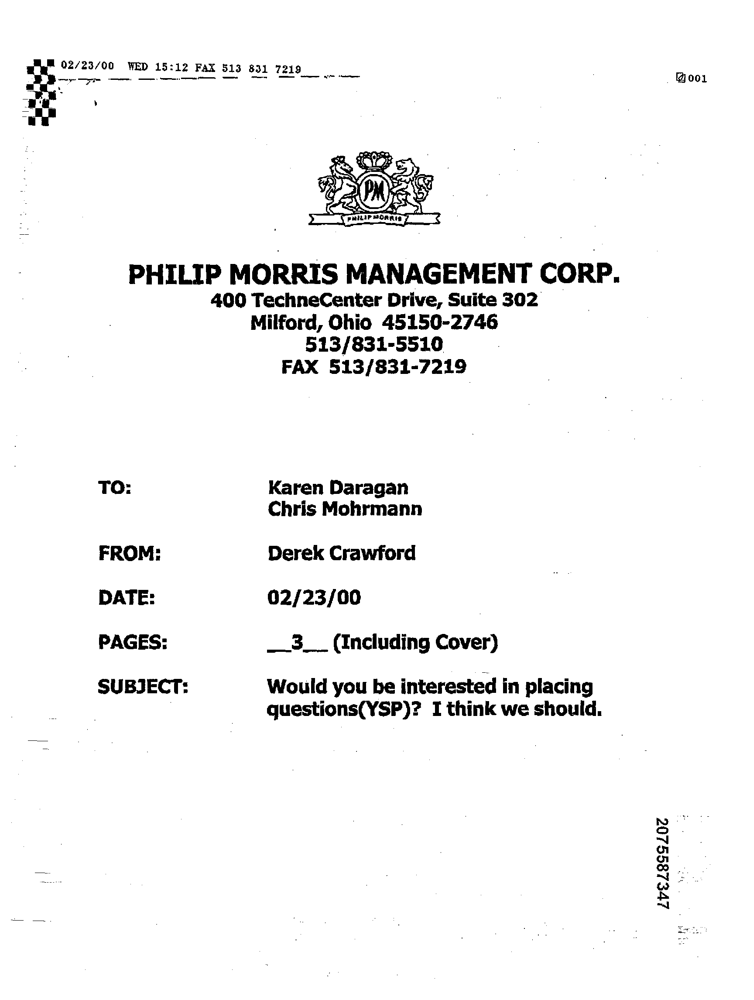 02/23/00 WED 15:12 FAX 513 831 7219
001
PM
PHILIP MORRIS
PHILIP MORRIS MANAGEMENT CORP.
400 TechneCenter Drive, Suite 302
Milford, Ohio 45150-2746
513/831-5510
FAX 513/831-7219
TO: Karen Daragan
Chris Mohrmann
FROM: Derek Crawford
DATE: 02/23/00
PAGES: __3__ (Including Cover)
SUBJECT: Would you be interested in placing
questions(YSP)? I think we should.
2075587347